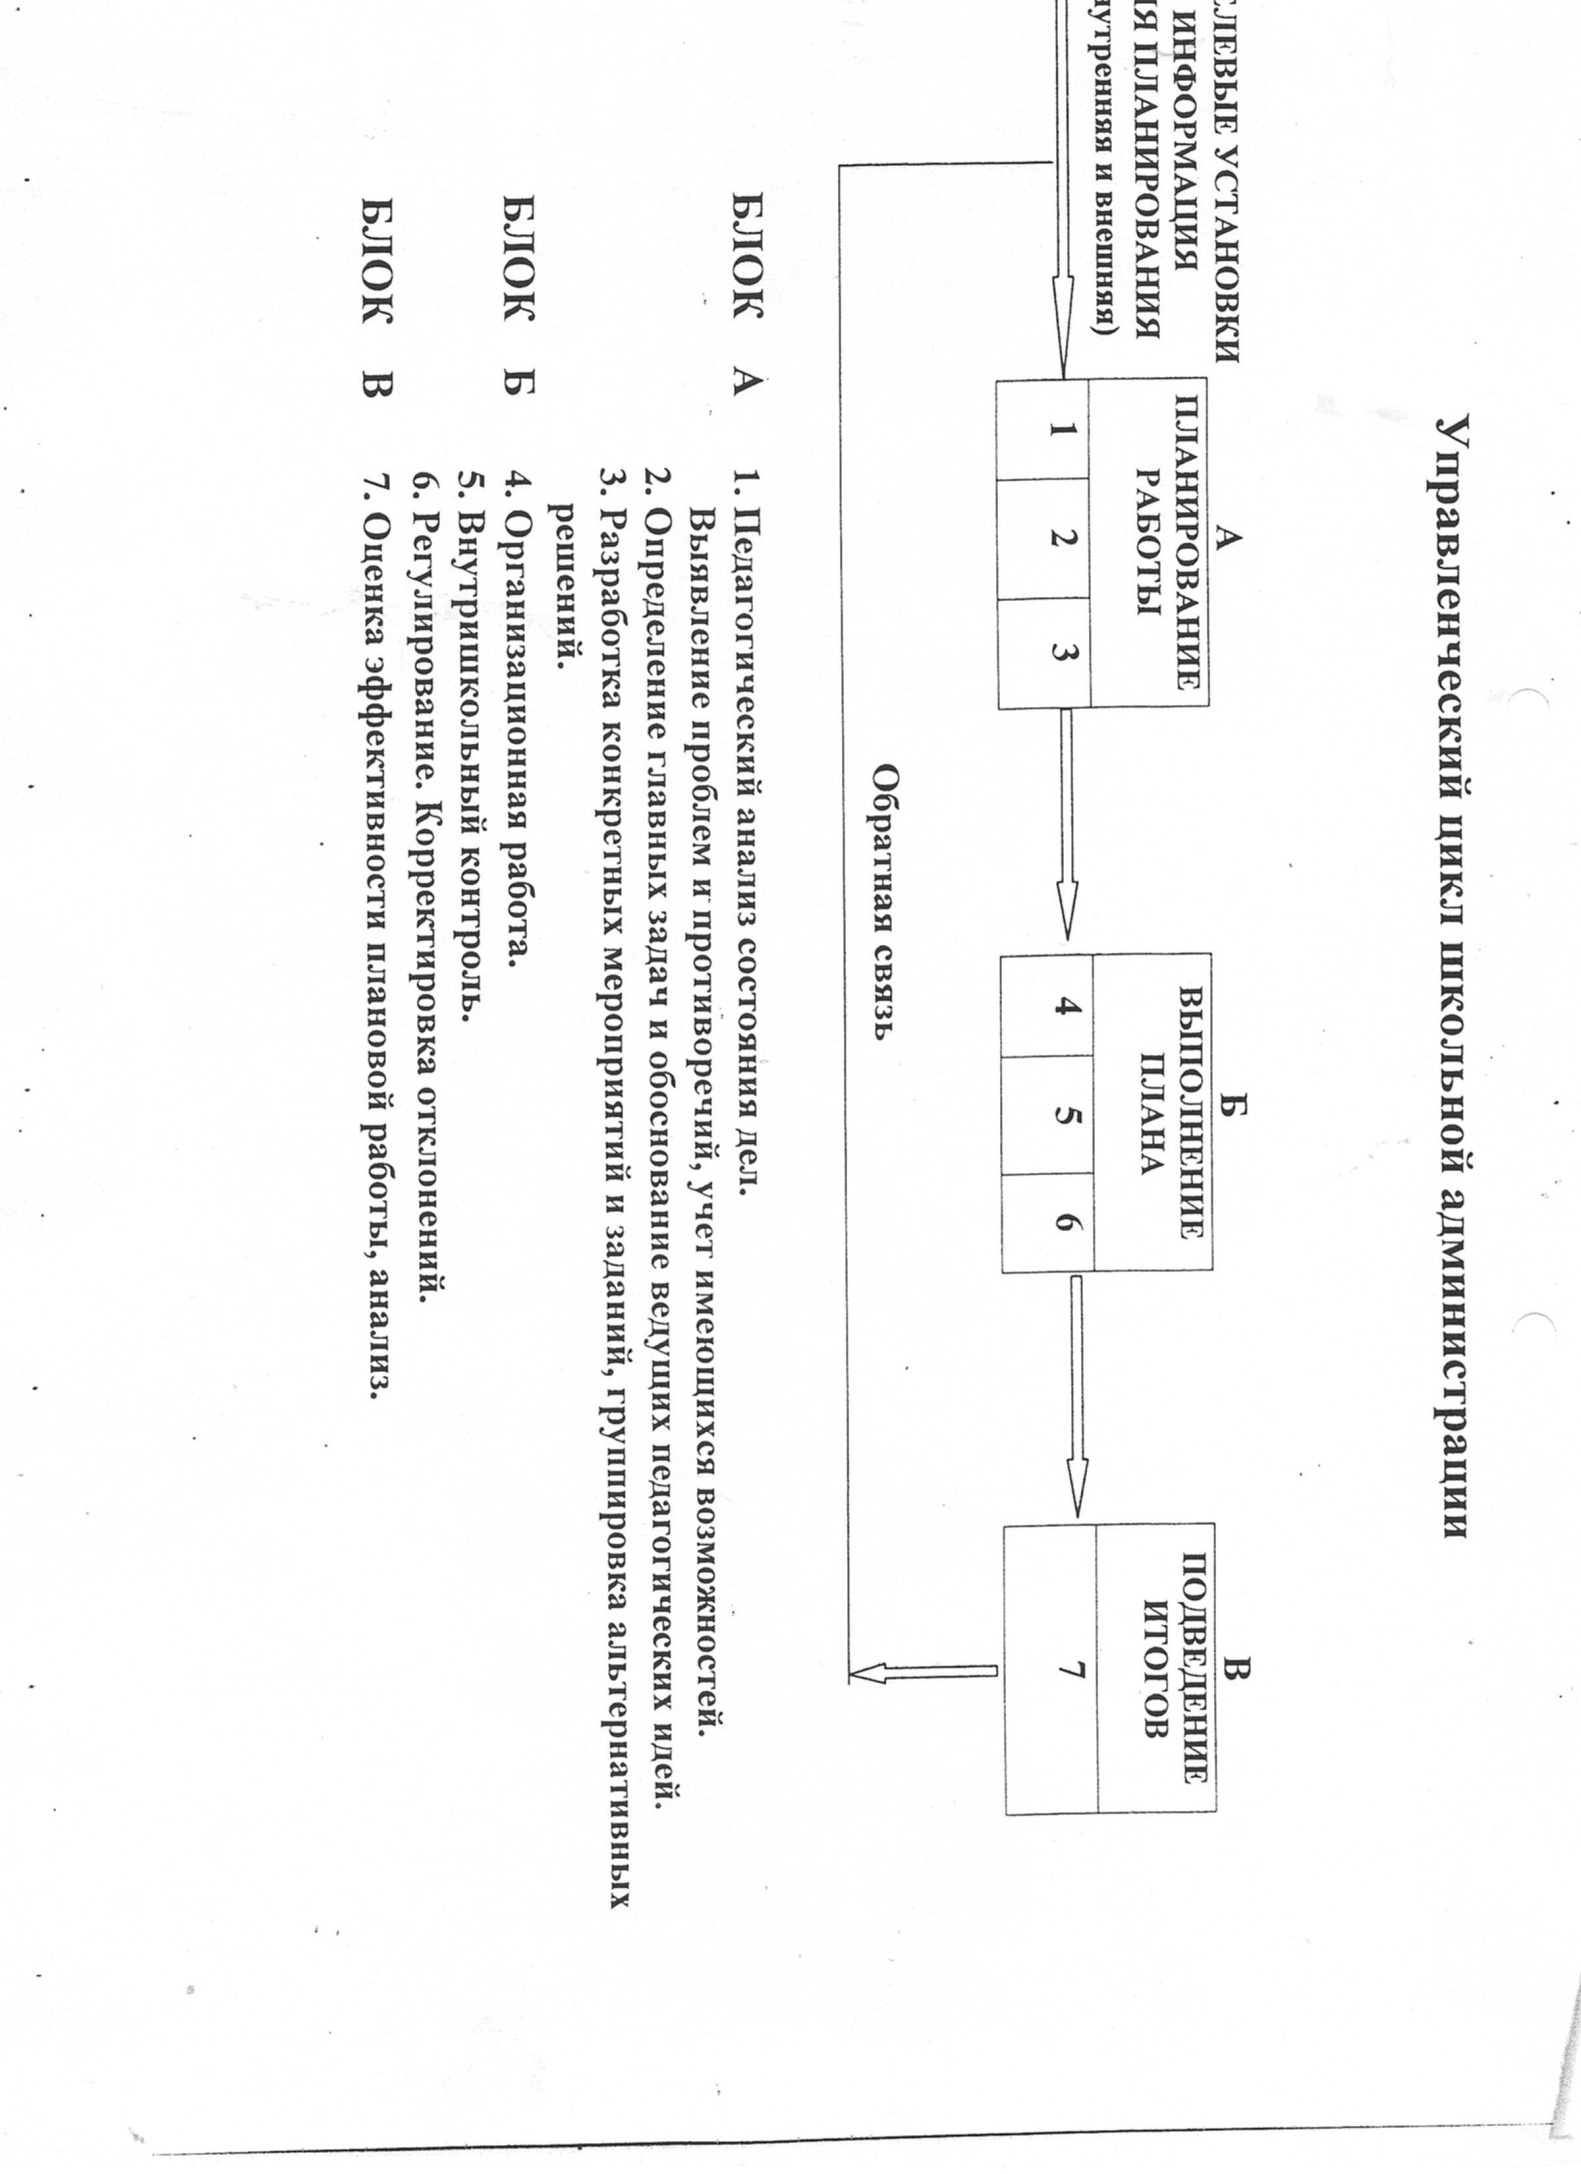 Управленческий цикл школьной администрации
УСТАНОВКИ
ИНФОРМАЦИЯ
ПЛАНИРОВАНИЯ
и внешняя)
А
ПЛАНИРОВАНИЕ
РАБОТЫ
1 2 3
Б
ВЫПОЛНЕНИЕ
ПЛАНА
4 5 6
В
ПОДВЕДЕНИЕ
ИТОГОВ
7
Обратная связь
БЛОК А 1. Педагогический анализ состояния дел.
Выявление проблем и противоречий, учет имеющихся возможностей.
2. Определение главных задач и обоснование ведущих педагогических идей.
3. Разработка конкретных мероприятий и заданий, группировка альтернативных
решений.
БЛОК Б 4. Организационная работа.
5. Внутришкольный контроль.
6. Регулирование. Корректировка отклонений.
БЛОК В 7. Оценка эффективности плановой работы, анализ.